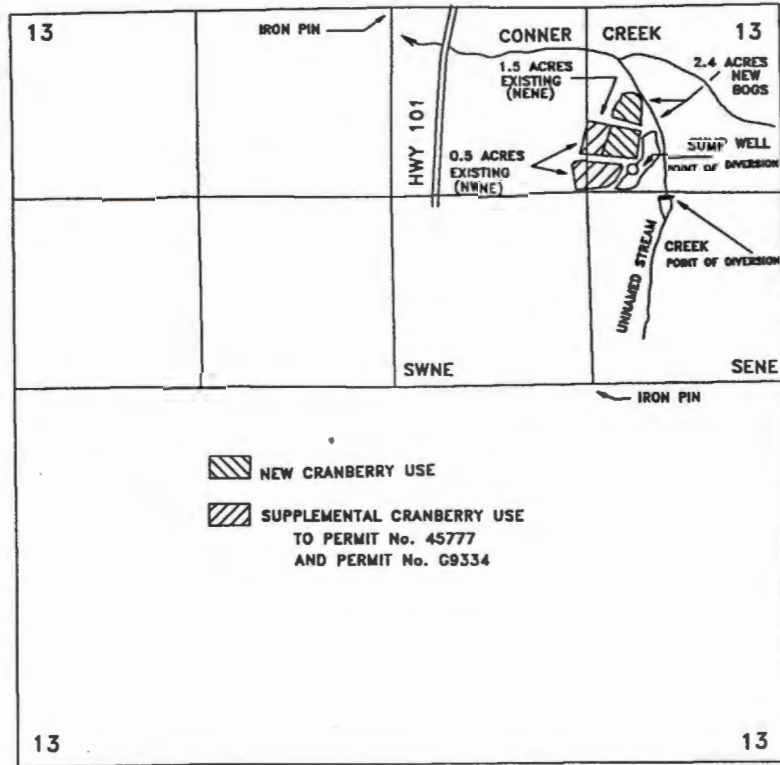 13
IRON PIN
CONNER CREEK
13
1.5 ACRES
EXISTING
(NENE)
2.4 ACRES
NEW
BOGS
HWY 101
SUMP WELL
POINT OF DIVERSION
0.5 ACRES
EXISTING
(NWNE)
CREEK
POINT OF DIVERSION
UNNAMED STREAM
SWNE
SENE
IRON PIN
NEW CRANBERRY USE
SUPPLEMENTAL CRANBERRY USE
TO PERMIT No. 45777
AND PERMIT No. G9334
13
13